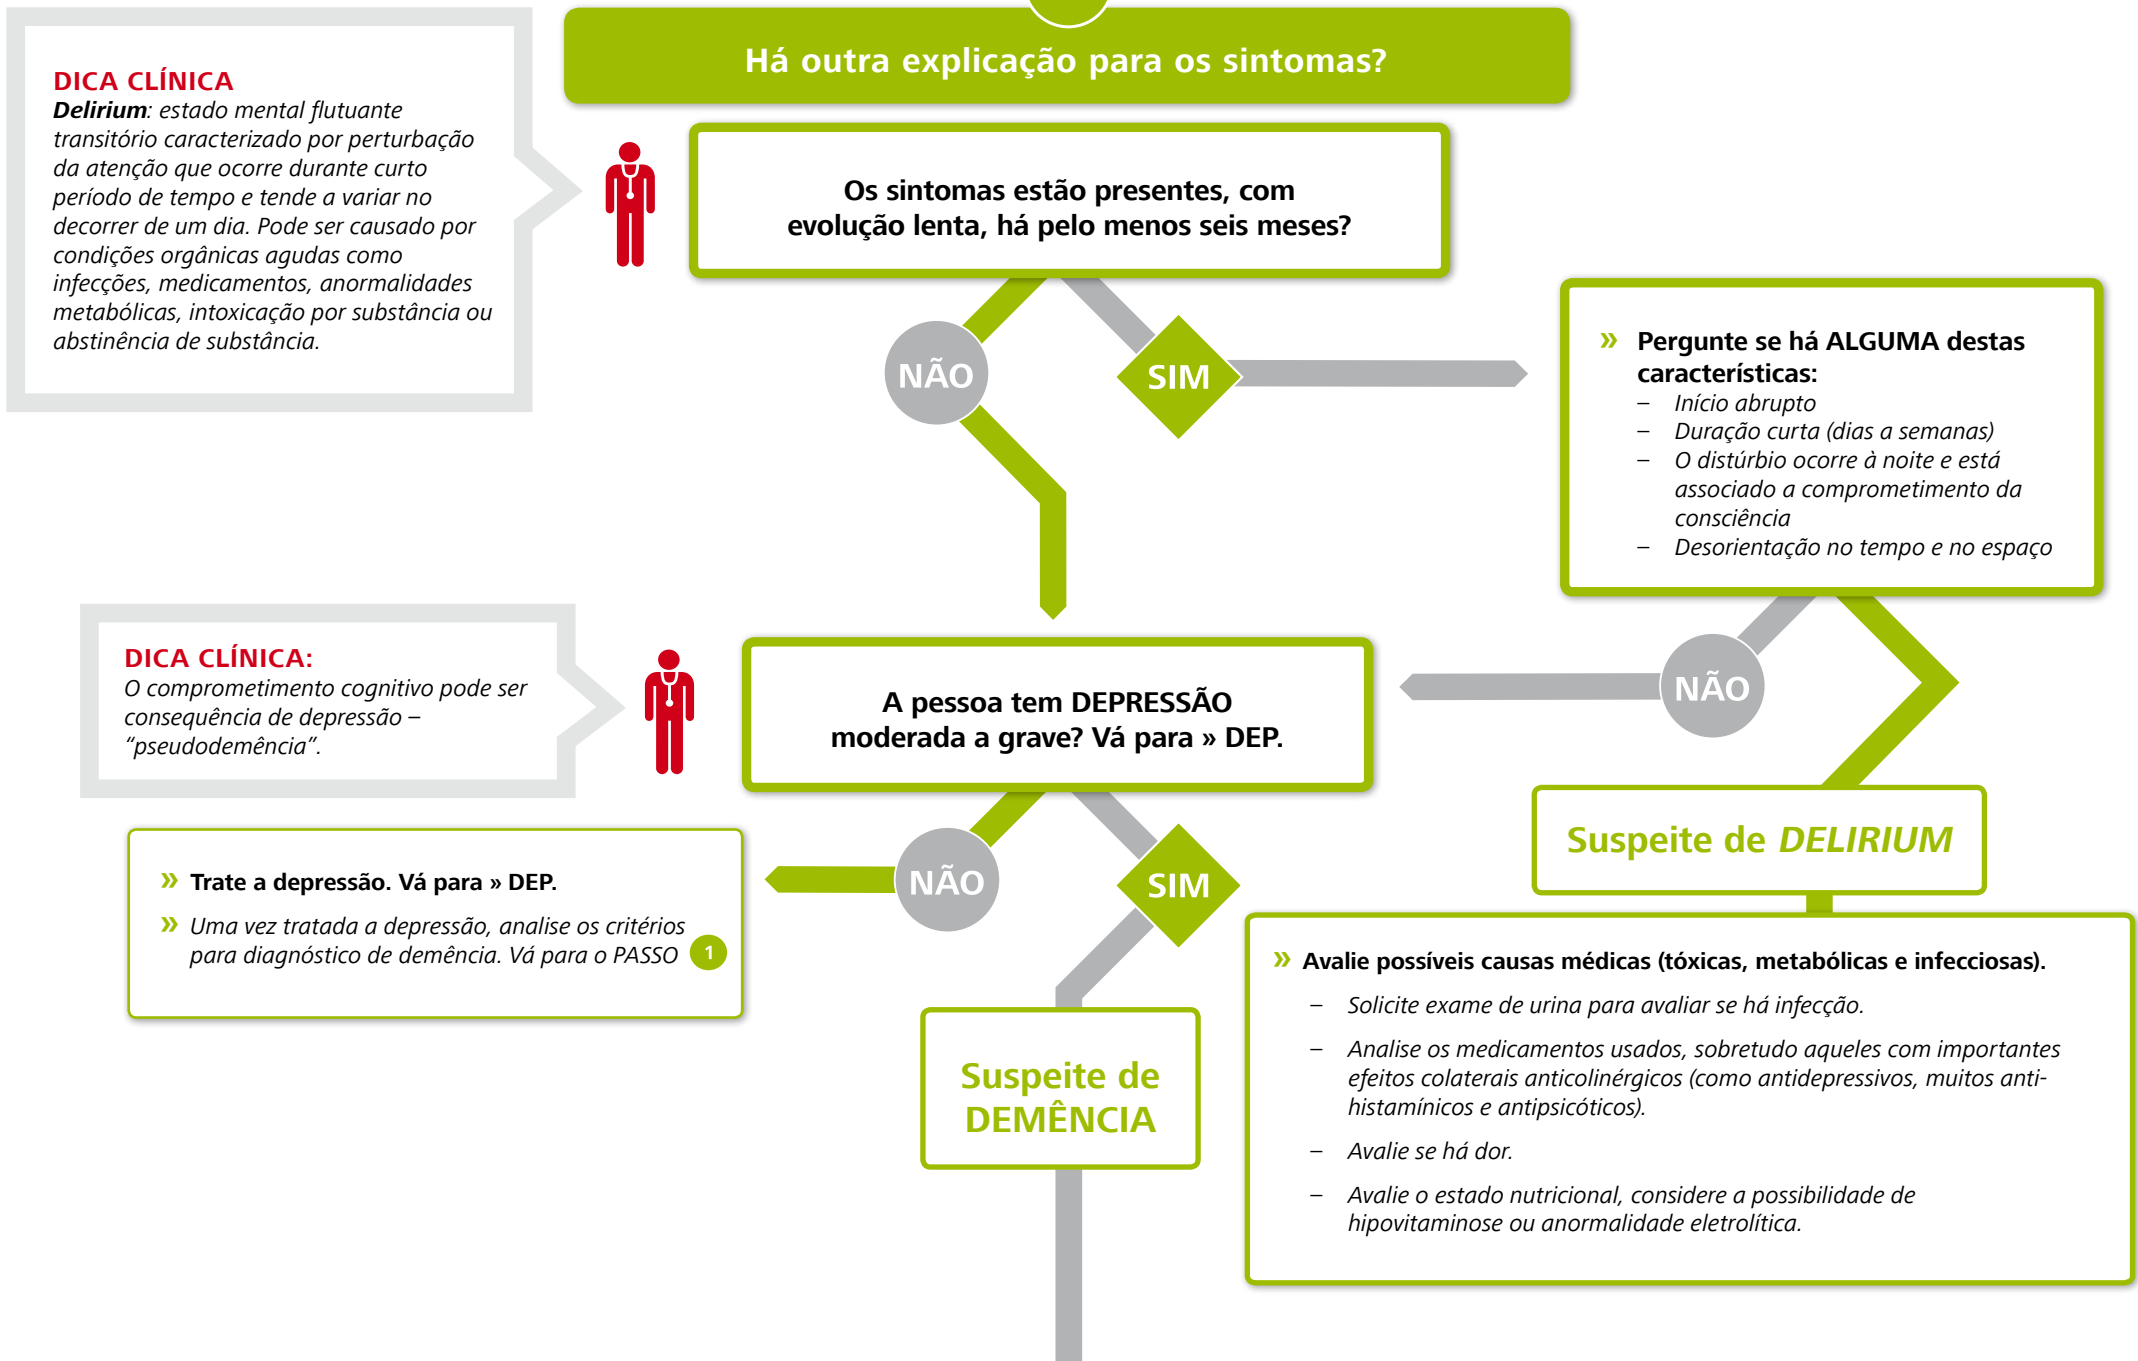 Há outra explicação para os sintomas?
DICA CLÍNICA
Delirium: estado mental flutuante
transitório caracterizado por perturbação
da atenção que ocorre durante curto
período de tempo e tende a variar no
decorrer de um dia. Pode ser causado por
condições orgânicas agudas como
infecções, medicamentos, anormalidades
metabólicas, intoxicação por substância ou
abstinência de substância.
Os sintomas estão presentes, com
evolução lenta, há pelo menos seis meses?
NÃO
SIM
» Pergunte se há ALGUMA destas
características:
– Início abrupto
– Duração curta (dias a semanas)
– O distúrbio ocorre à noite e está
associado a comprometimento da
consciência
– Desorientação no tempo e no espaço
DICA CLÍNICA:
O comprometimento cognitivo pode ser
consequência de depressão –
“pseudodemência”.
A pessoa tem DEPRESSÃO
moderada a grave? Vá para » DEP.
NÃO
Suspeite de DELIRIUM
NÃO
SIM
» Trate a depressão. Vá para » DEP.
» Uma vez tratada a depressão, analise os critérios
para diagnóstico de demência. Vá para o PASSO 1
Suspeite de
DEMÊNCIA
» Avalie possíveis causas médicas (tóxicas, metabólicas e infecciosas).
– Solicite exame de urina para avaliar se há infecção.
– Analise os medicamentos usados, sobretudo aqueles com importantes
efeitos colaterais anticolinérgicos (como antidepressivos, muitos anti-
histamínicos e antipsicóticos).
– Avalie se há dor.
– Avalie o estado nutricional, considere a possibilidade de
hipovitaminose ou anormalidade eletrolítica.